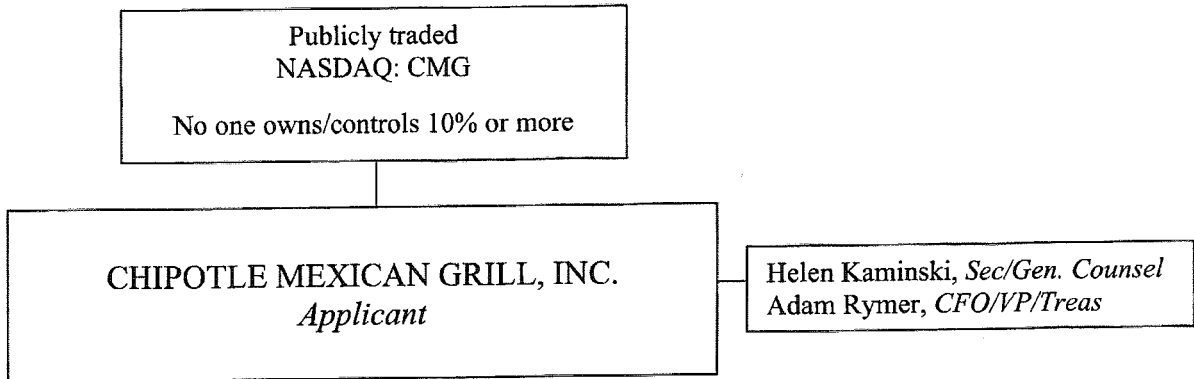 Publicly traded
NASDAQ: CMG
No one owns/controls 10% or more
CHIPOTLE MEXICAN GRILL, INC.
Applicant
Helen Kaminski, Sec/Gen. Counsel
Adam Rymer, CFO/VP/Treas